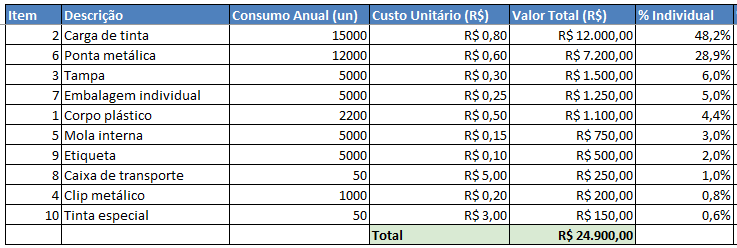 Item Descrição Consumo Anual (un) Custo Unitário (R$) Valor Total (R$) % Individual
2 Carga de tinta 15000 R$ 0,80 R$ 12.000,00 48,2%
6 Ponta metálica 12000 R$ 0,60 R$ 7.200,00 28,9%
3 Tampa 5000 R$ 0,30 R$ 1.500,00 6,0%
7 Embalagem individual 5000 R$ 0,25 R$ 1.250,00 5,0%
1 Corpo plástico 2200 R$ 0,50 R$ 1.100,00 4,4%
5 Mola interna 5000 R$ 0,15 R$ 750,00 3,0%
9 Etiqueta 5000 R$ 0,10 R$ 500,00 2,0%
8 Caixa de transporte 50 R$ 5,00 R$ 250,00 1,0%
4 Clip metálico 1000 R$ 0,20 R$ 200,00 0,8%
10 Tinta especial 50 R$ 3,00 R$ 150,00 0,6%
Total R$ 24.900,00